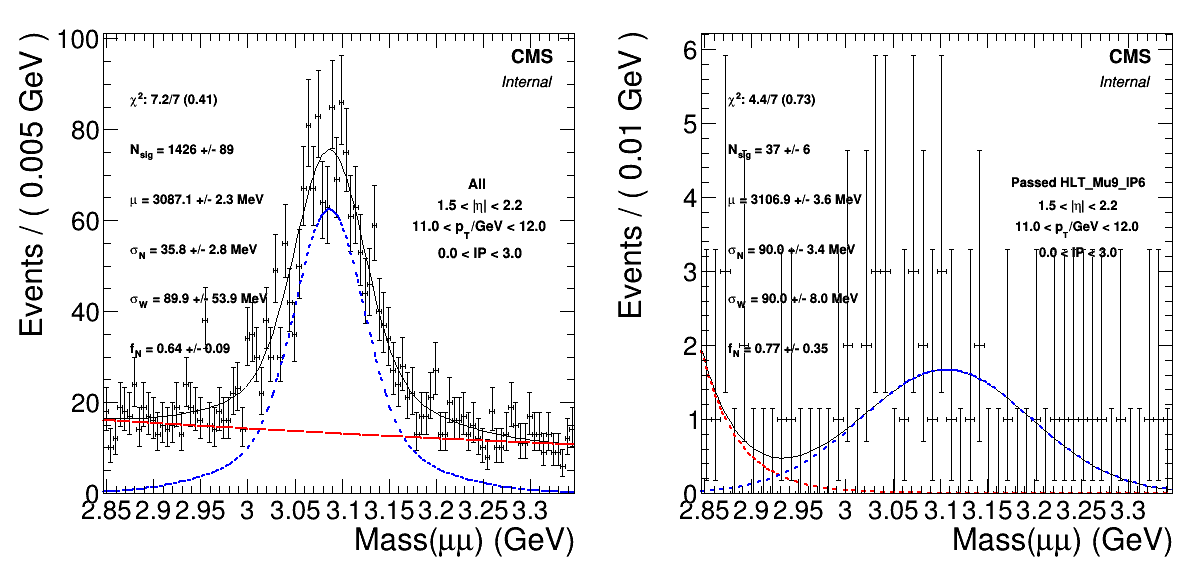 CMS
Internal
χ²: 7.2/7 (0.41)
N_sig = 1426 +/- 89
μ = 3087.1 +/- 2.3 MeV
σ_N = 35.8 +/- 2.8 MeV
σ_W = 89.9 +/- 53.9 MeV
f_N = 0.64 +/- 0.09
All
1.5 < |η| < 2.2
11.0 < p_T/GeV < 12.0
0.0 < IP < 3.0
Events / ( 0.005 GeV )
100
80
60
40
20
0
2.85 2.9 2.95 3 3.05 3.1 3.15 3.2 3.25 3.3
Mass(μμ) (GeV)
CMS
Internal
χ²: 4.4/7 (0.73)
N_sig = 37 +/- 6
μ = 3106.9 +/- 3.6 MeV
σ_N = 90.0 +/- 3.4 MeV
σ_W = 90.0 +/- 8.0 MeV
f_N = 0.77 +/- 0.35
Passed HLT_Mu9_IP6
1.5 < |η| < 2.2
11.0 < p_T/GeV < 12.0
0.0 < IP < 3.0
Events / ( 0.01 GeV )
6
5
4
3
2
1
0
2.85 2.9 2.95 3 3.05 3.1 3.15 3.2 3.25 3.3
Mass(μμ) (GeV)